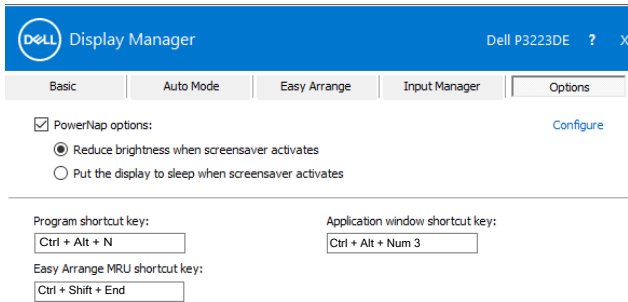 DELL Display Manager Dell P3223DE ? X
Basic Auto Mode Easy Arrange Input Manager Options
PowerNap options: Configure
Reduce brightness when screensaver activates
Put the display to sleep when screensaver activates
Program shortcut key: Application window shortcut key:
Ctrl + Alt + N Ctrl + Alt + Num 3
Easy Arrange MRU shortcut key:
Ctrl + Shift + End